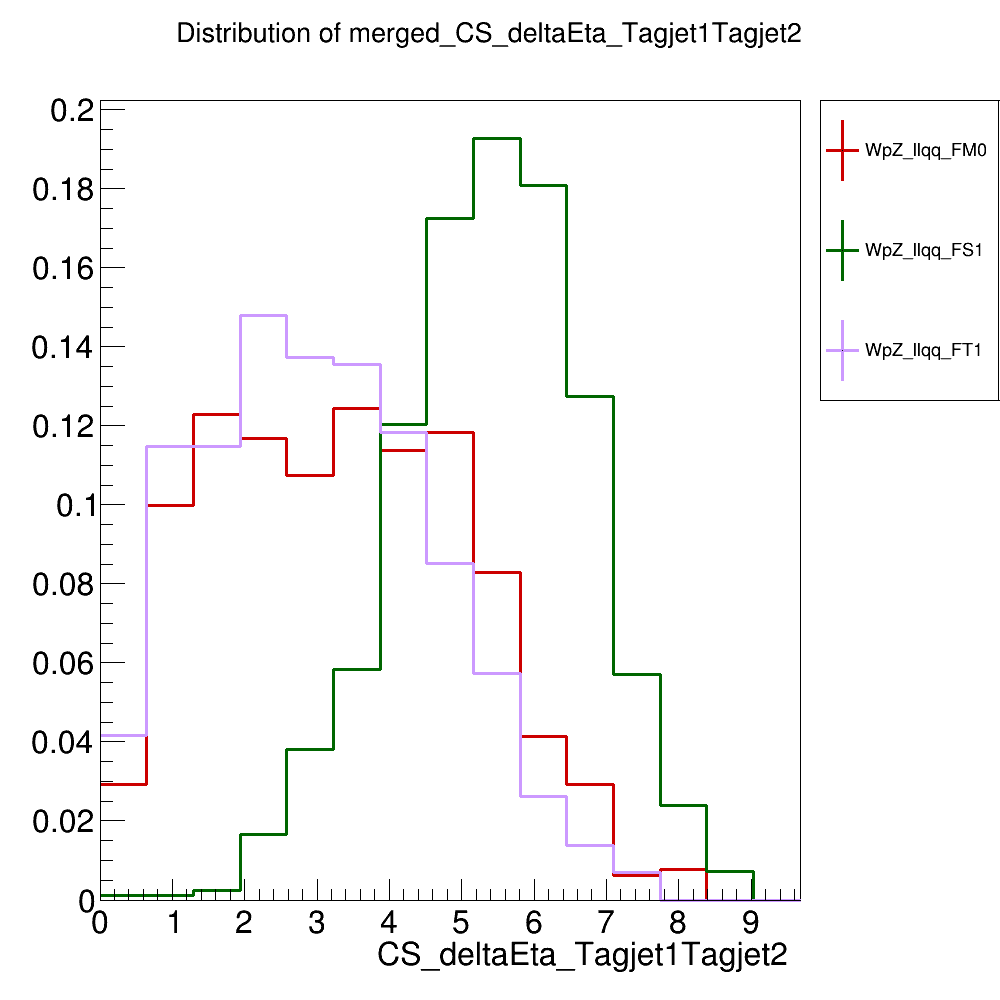 Distribution of merged_CS_deltaEta_Tagjet1Tagjet2
0.2
0.18
0.16
0.14
0.12
0.1
0.08
0.06
0.04
0.02
0
0 1 2 3 4 5 6 7 8 9
CS_deltaEta_Tagjet1Tagjet2
WpZ_llqq_FM0
WpZ_llqq_FS1
WpZ_llqq_FT1